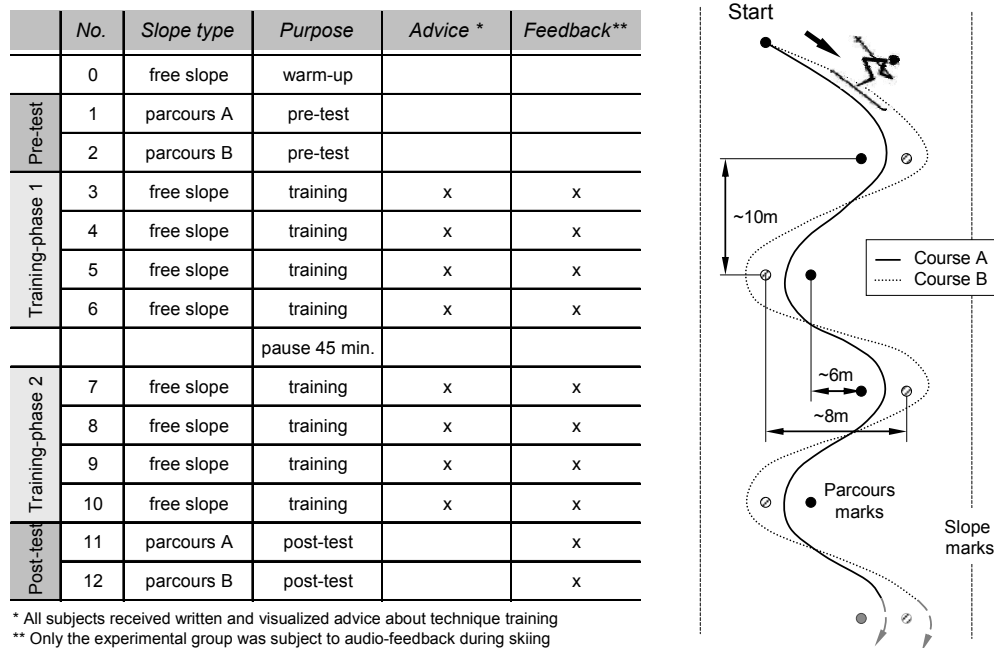 No. Slope type Purpose Advice * Feedback**
0 free slope warm-up
Pre-test
1 parcours A pre-test
2 parcours B pre-test
Training-phase 1
3 free slope training x x
4 free slope training x x
5 free slope training x x
6 free slope training x x
pause 45 min.
Training-phase 2
7 free slope training x x
8 free slope training x x
9 free slope training x x
10 free slope training x x
Post-test
11 parcours A post-test x
12 parcours B post-test x
* All subjects received written and visualized advice about technique training
** Only the experimental group was subject to audio-feedback during skiing
Start
~10m
Course A
Course B
~6m
~8m
Parcours
marks
Slope
marks